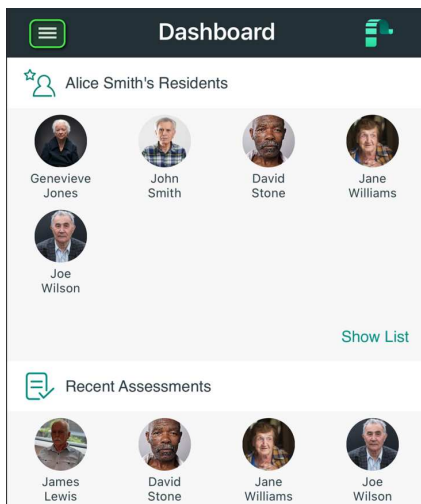 Dashboard
Alice Smith's Residents
Genevieve
Jones
John
Smith
David
Stone
Jane
Williams
Joe
Wilson
Show List
Recent Assessments
James
Lewis
David
Stone
Jane
Williams
Joe
Wilson